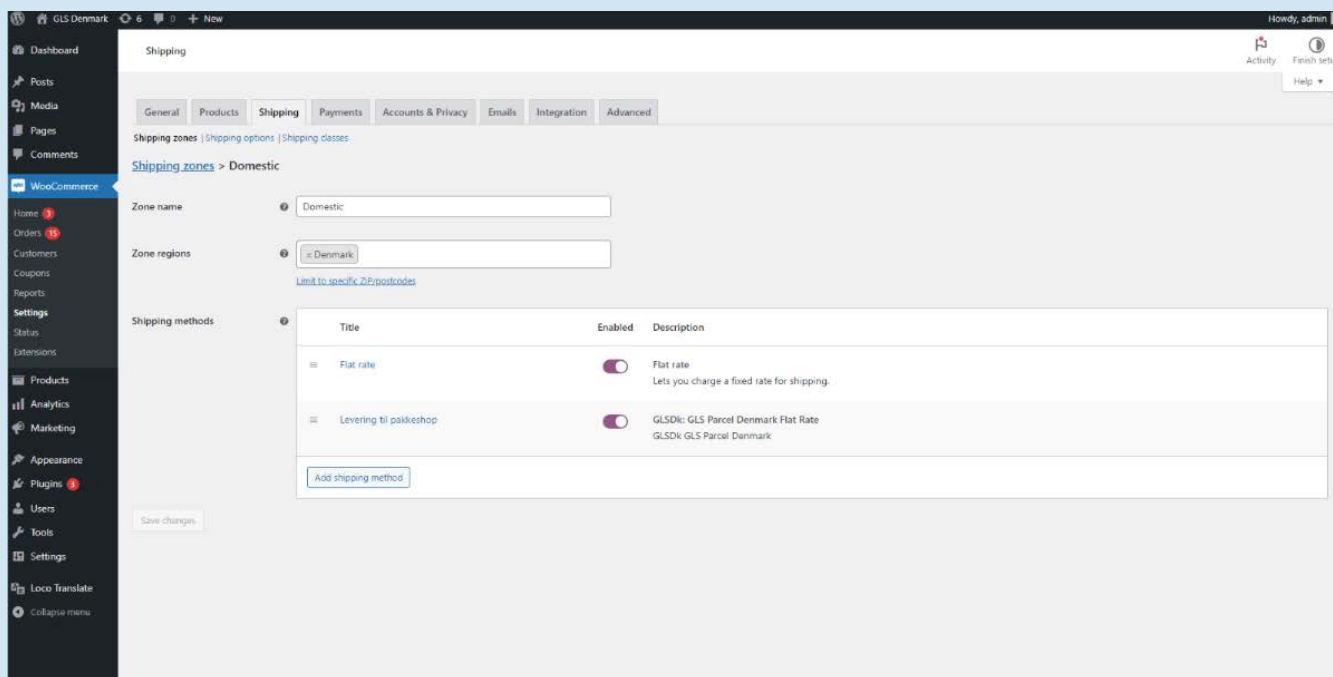 GLS Denmark 6 0 + New Howdy, admin
Dashboard
Posts
Media
Pages
Comments
WooCommerce
Home 3
Orders 15
Customers
Coupons
Reports
Settings
Status
Extensions
Products
Analytics
Marketing
Appearance
Plugins 3
Users
Tools
Settings
Loco Translate
Collapse menu
Shipping
Activity Finish setu
Help
General Products Shipping Payments Accounts & Privacy Emails Integration Advanced
Shipping zones | Shipping options | Shipping classes
Shipping zones > Domestic
Zone name Domestic
Zone regions × Denmark
Limit to specific ZIP/postcodes
Shipping methods
Title Enabled Description
Flat rate Flat rate
Lets you charge a fixed rate for shipping.
Levering til pakkeshop GLSDk: GLS Parcel Denmark Flat Rate
GLSDk GLS Parcel Denmark
Add shipping method
Save changes